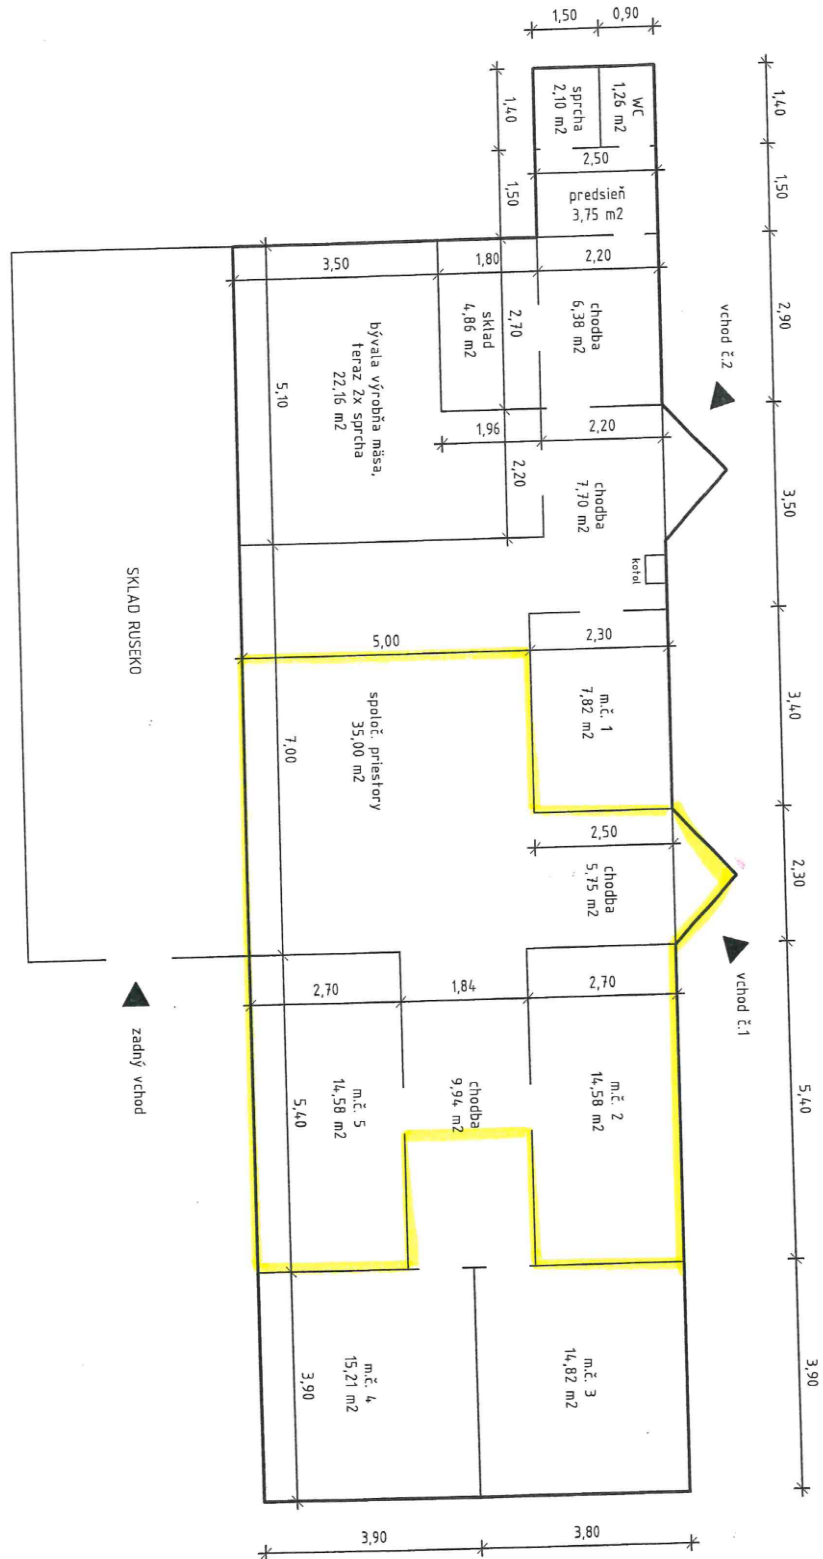 1,50
0,90
1,40
1,50
2,90
3,50
3,40
2,30
5,40
3,90
1,40
1,50
WC
1,26 m2
sprcha
2,10 m2
2,50
predsieň
3,75 m2
3,50
1,80
2,20
chodba
6,38 m2
sklad
4,86 m2
2,70
vchod č.2
bývala výrobňa mäsa,
teraz 2x sprcha
22,16 m2
5,10
1,96
2,20
2,20
chodba
7,70 m2
kotol
SKLAD RUSEKO
5,00
2,30
m.č. 1
7,82 m2
spoloč. priestory
35,00 m2
7,00
2,50
chodba
5,75 m2
vchod č.1
2,70
1,84
2,70
zadný vchod
m.č. 5
14,58 m2
chodba
9,94 m2
m.č. 2
14,58 m2
5,40
m.č. 4
15,21 m2
m.č. 3
14,82 m2
3,90
3,90
3,80